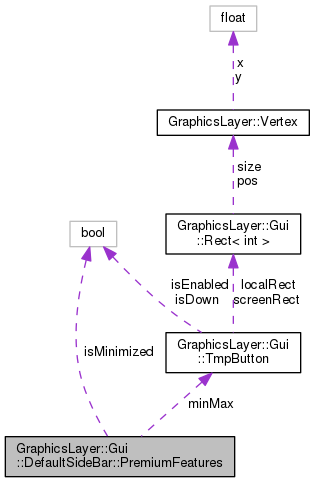 float
x
y
GraphicsLayer::Vertex
size
pos
GraphicsLayer::Gui
::Rect< int >
bool
isEnabled
isDown
localRect
screenRect
GraphicsLayer::Gui
::TmpButton
isMinimized
minMax
GraphicsLayer::Gui
::DefaultSideBar::PremiumFeatures